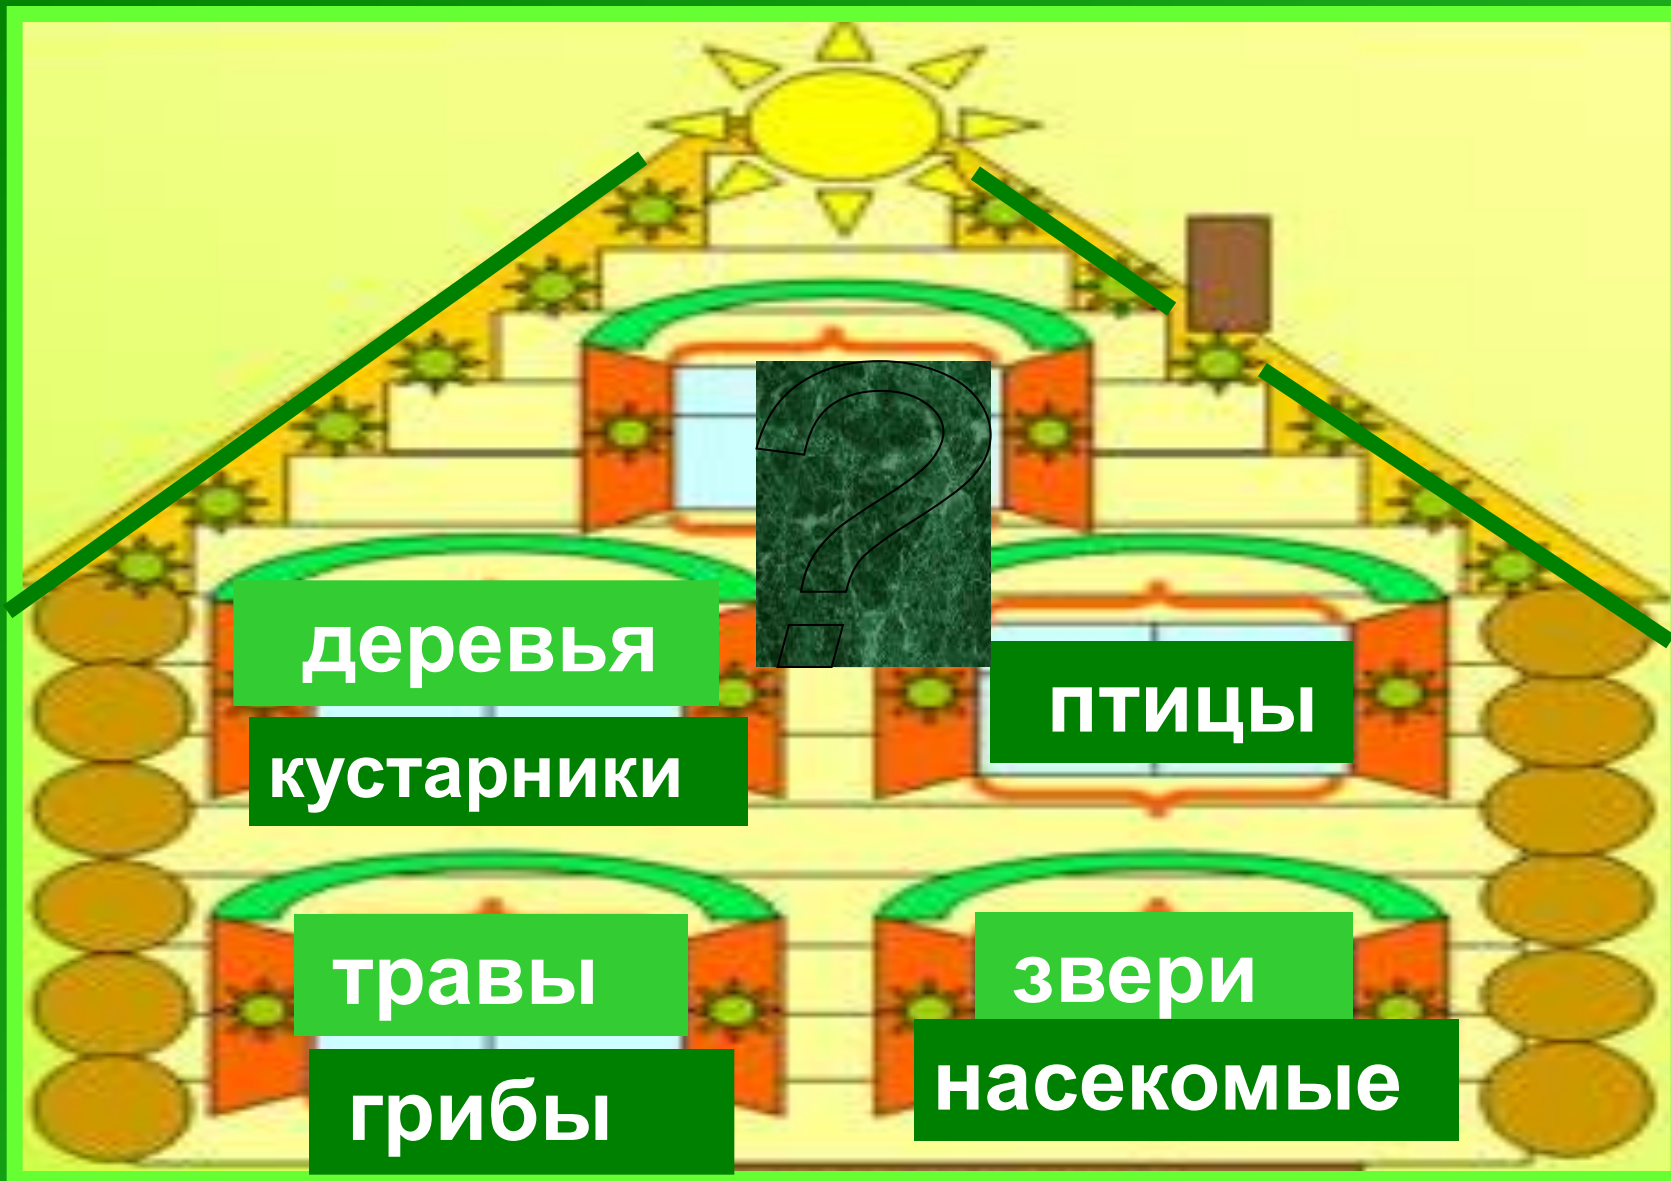 ?
деревья
кустарники
птицы
травы
грибы
звери
насекомые